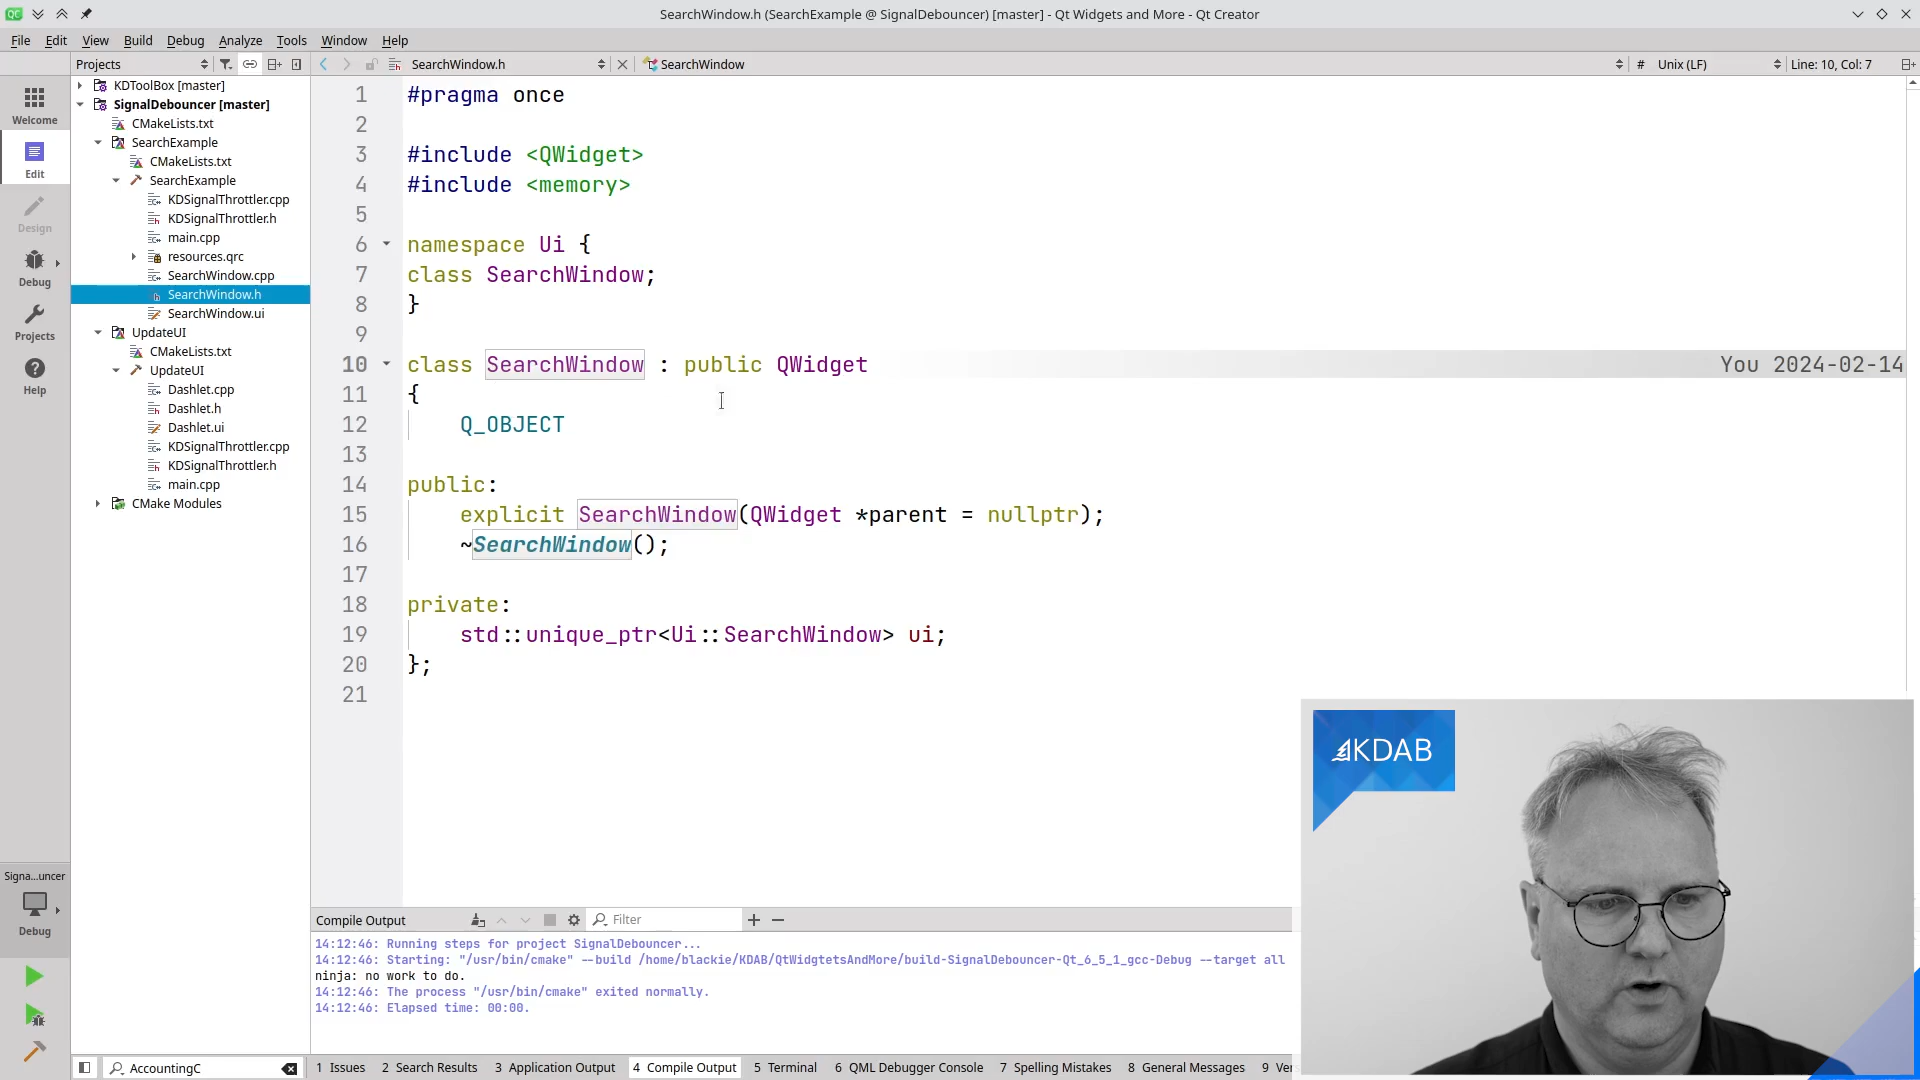 SearchWindow.h (SearchExample @ SignalDebouncer) [master] - Qt Widgets and More - Qt Creator
File Edit View Build Debug Analyze Tools Window Help
Projects
SearchWindow.h
SearchWindow
# Unix (LF)
Line: 10, Col: 7
Welcome
Edit
Design
Debug
Projects
Help
Signa...uncer
Debug
KDToolBox [master]
SignalDebouncer [master]
CMakeLists.txt
SearchExample
CMakeLists.txt
SearchExample
KDSignalThrottler.cpp
KDSignalThrottler.h
main.cpp
resources.qrc
SearchWindow.cpp
SearchWindow.h
SearchWindow.ui
UpdateUI
CMakeLists.txt
UpdateUI
Dashlet.cpp
Dashlet.h
Dashlet.ui
KDSignalThrottler.cpp
KDSignalThrottler.h
main.cpp
CMake Modules
1 #pragma once
2
3 #include <QWidget>
4 #include <memory>
5
6 namespace Ui {
7 class SearchWindow;
8 }
9
10 class SearchWindow : public QWidget You 2024-02-14
11 {
12 Q_OBJECT
13
14 public:
15 explicit SearchWindow(QWidget *parent = nullptr);
16 ~SearchWindow();
17
18 private:
19 std::unique_ptr<Ui::SearchWindow> ui;
20 };
21
KDAB
Compile Output
Filter
14:12:46: Running steps for project SignalDebouncer...
14:12:46: Starting: "/usr/bin/cmake" --build /home/blackie/KDAB/QtWidgtetsAndMore/build-SignalDebouncer-Qt_6_5_1_gcc-Debug --target all
ninja: no work to do.
14:12:46: The process "/usr/bin/cmake" exited normally.
14:12:46: Elapsed time: 00:00.
AccountingC
1 Issues 2 Search Results 3 Application Output 4 Compile Output 5 Terminal 6 QML Debugger Console 7 Spelling Mistakes 8 General Messages 9